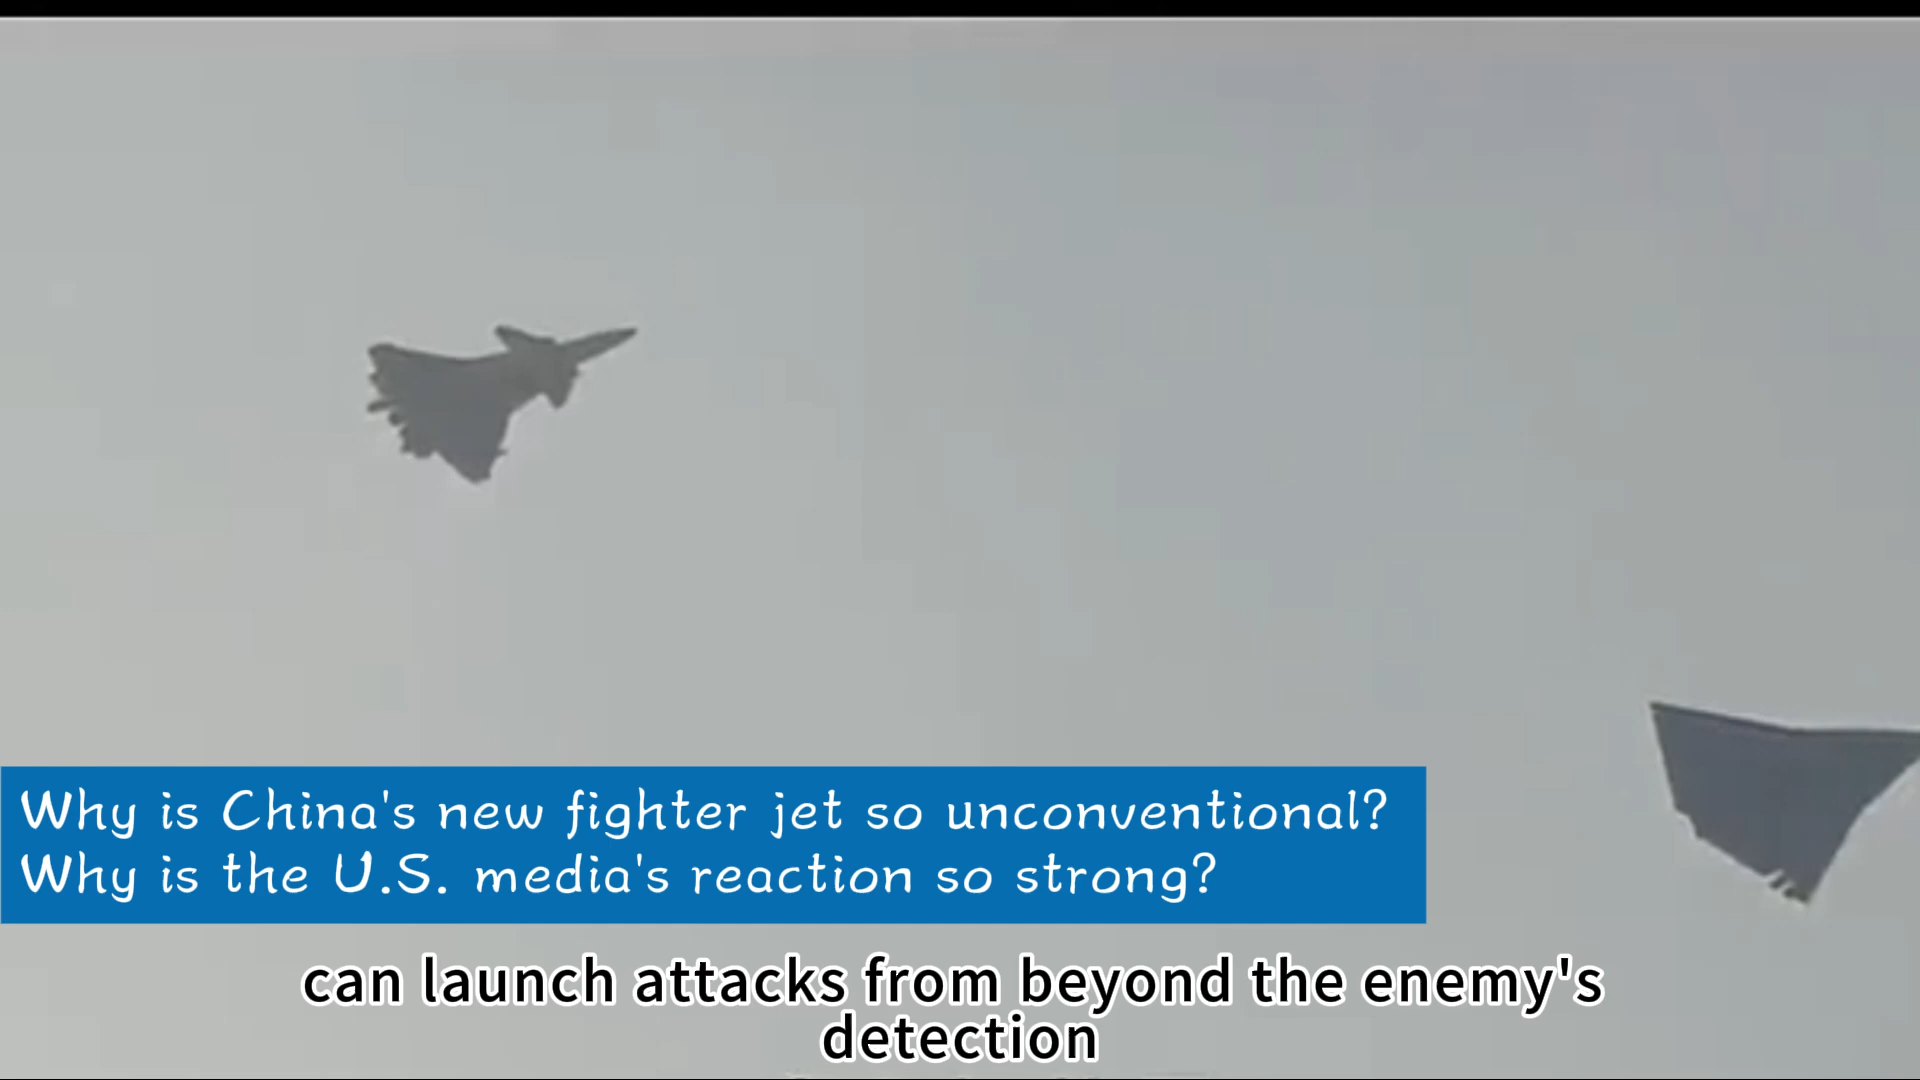 Why is China's new fighter jet so unconventional?
Why is the U.S. media's reaction so strong?
can launch attacks from beyond the enemy's
detection